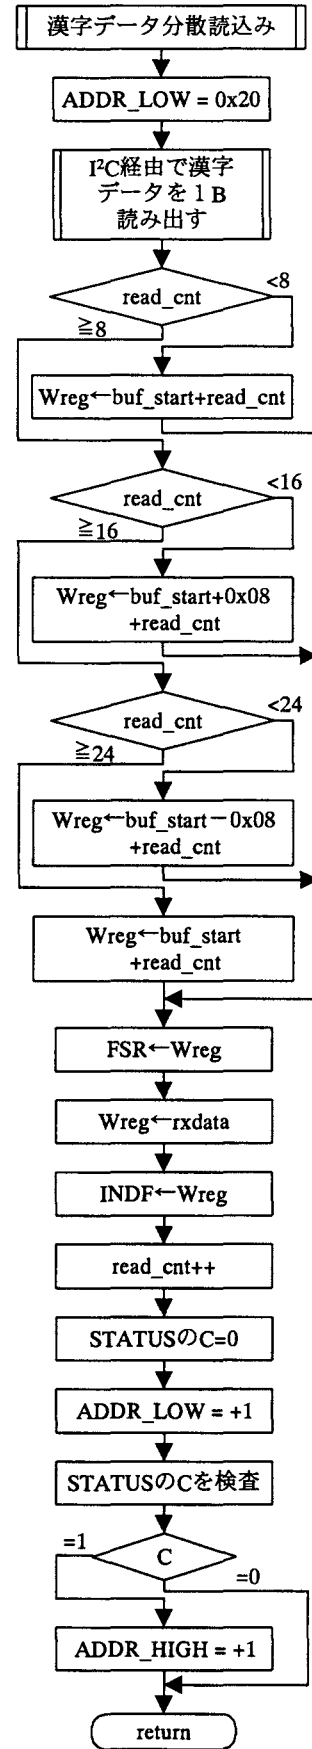 漢字データ分散読込み
ADDR_LOW = 0x20
I²C経由で漢字
データを１B
読み出す
<8
read_cnt
≧8
Wreg←buf_start+read_cnt
<16
read_cnt
≧16
Wreg←buf_start+0x08
+read_cnt
<24
read_cnt
≧24
Wreg←buf_start－0x08
+read_cnt
Wreg←buf_start
+read_cnt
FSR←Wreg
Wreg←rxdata
INDF←Wreg
read_cnt++
STATUSのC=0
ADDR_LOW = +1
STATUSのCを検査
=1
C
=0
ADDR_HIGH = +1
return